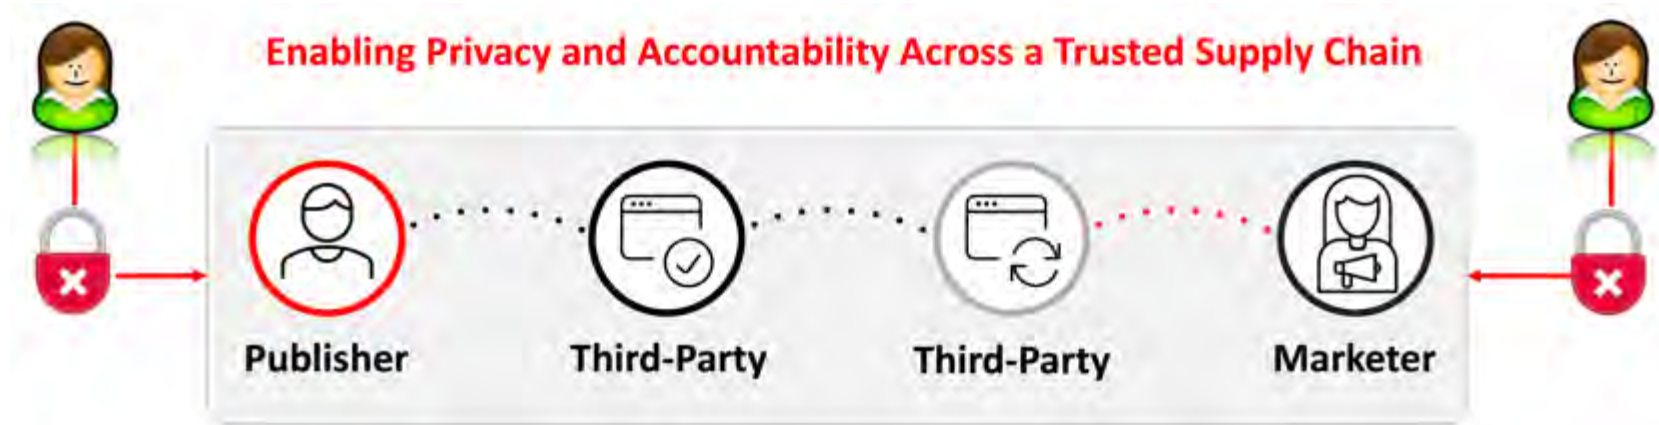 Enabling Privacy and Accountability Across a Trusted Supply Chain
Publisher
Third-Party
Third-Party
Marketer